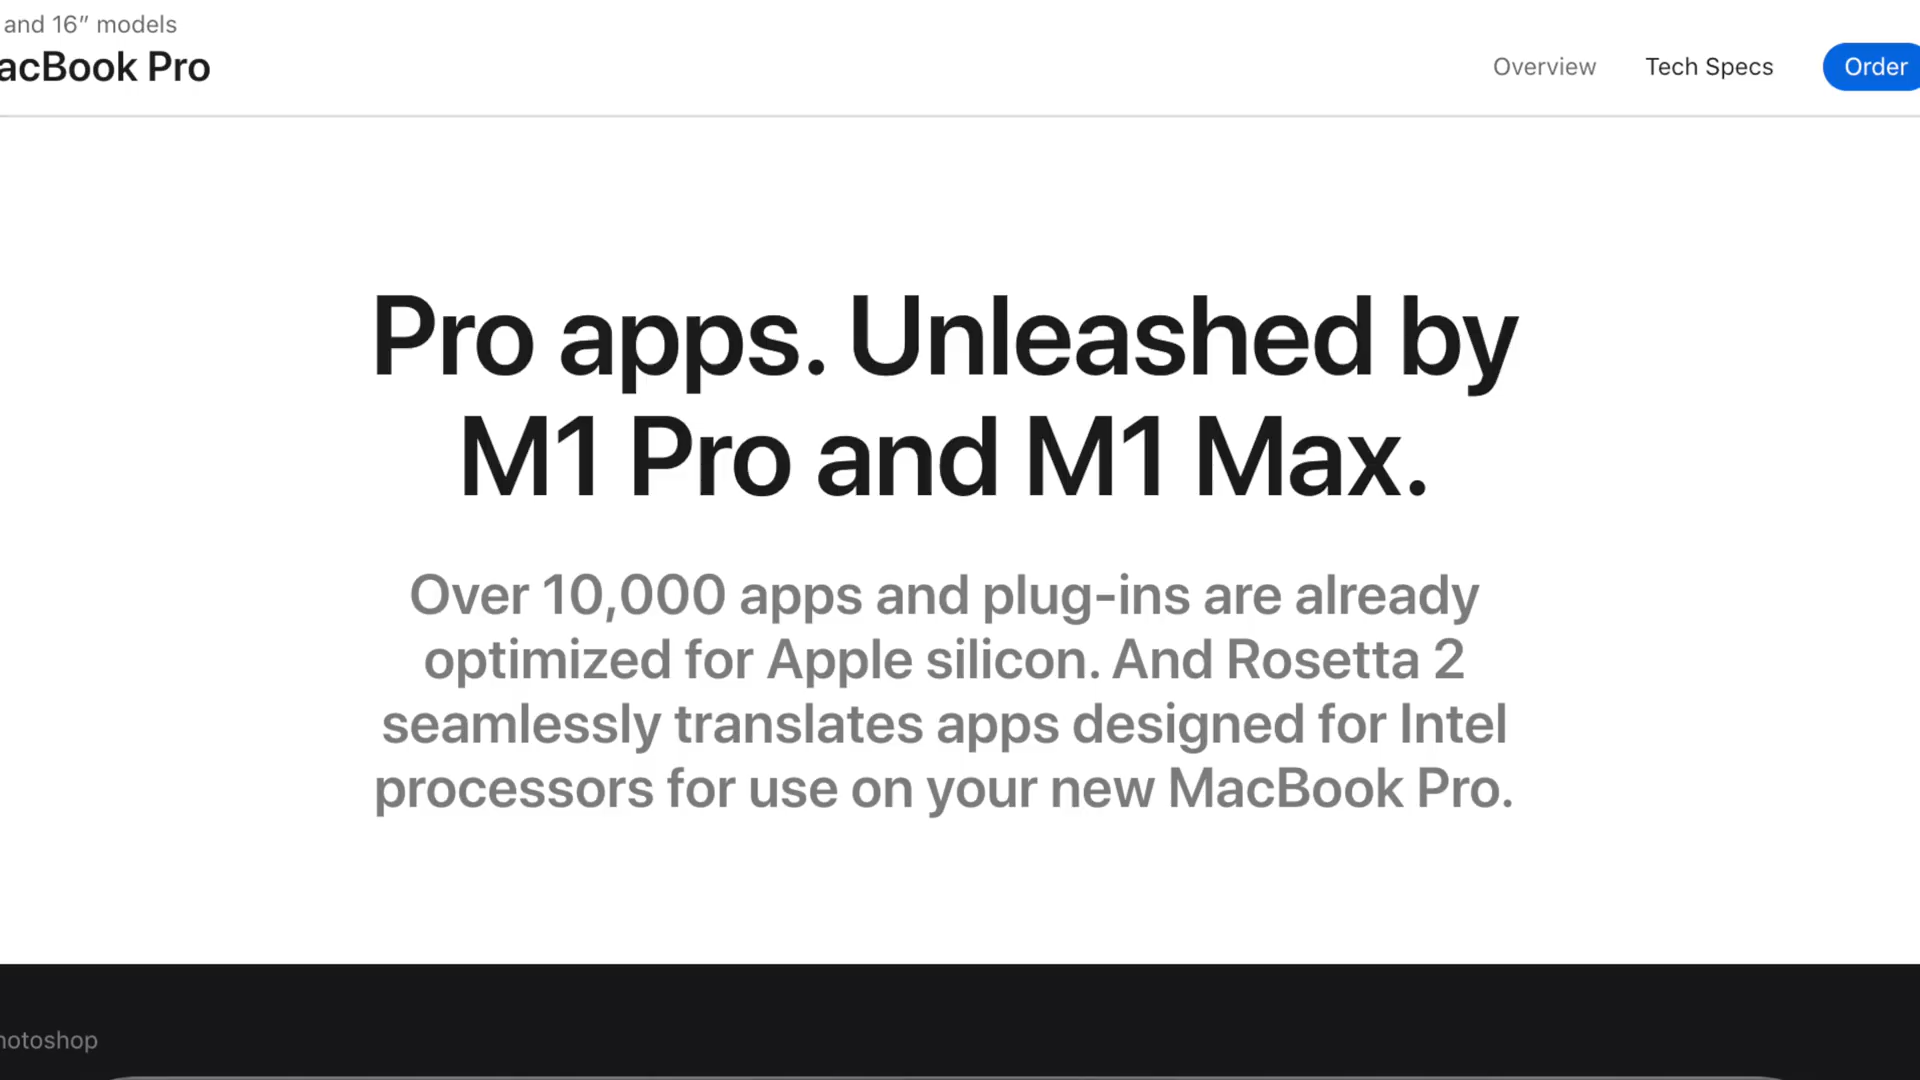 and 16” models
acBook Pro
Overview
Tech Specs
Order
Pro apps. Unleashed by
M1 Pro and M1 Max.
Over 10,000 apps and plug-ins are already
optimized for Apple silicon. And Rosetta 2
seamlessly translates apps designed for Intel
processors for use on your new MacBook Pro.
hotoshop